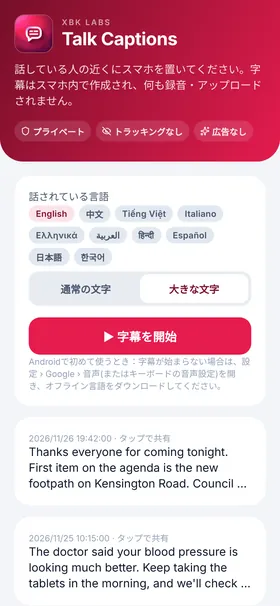 XBK LABS
Talk Captions
話している人の近くにスマホを置いてください。字
幕はスマホ内で作成され、何も録音・アップロード
されません。
プライベート
トラッキングなし
広告なし
話されている言語
English
中文
Tiếng Việt
Italiano
Ελληνικά
العربية
हिन्दी
Español
日本語
한국어
通常の文字
大きな文字
▶ 字幕を開始
Androidで初めて使うとき：字幕が始まらない場合は、設
定 › Google › 音声(またはキーボードの音声設定)を開
き、オフライン言語をダウンロードしてください。
2026/11/26 19:42:00 · タップで共有
Thanks everyone for coming tonight.
First item on the agenda is the new
footpath on Kensington Road. Council ...
2026/11/25 10:15:00 · タップで共有
The doctor said your blood pressure is
looking much better. Keep taking the
tablets in the morning, and we'll check ...